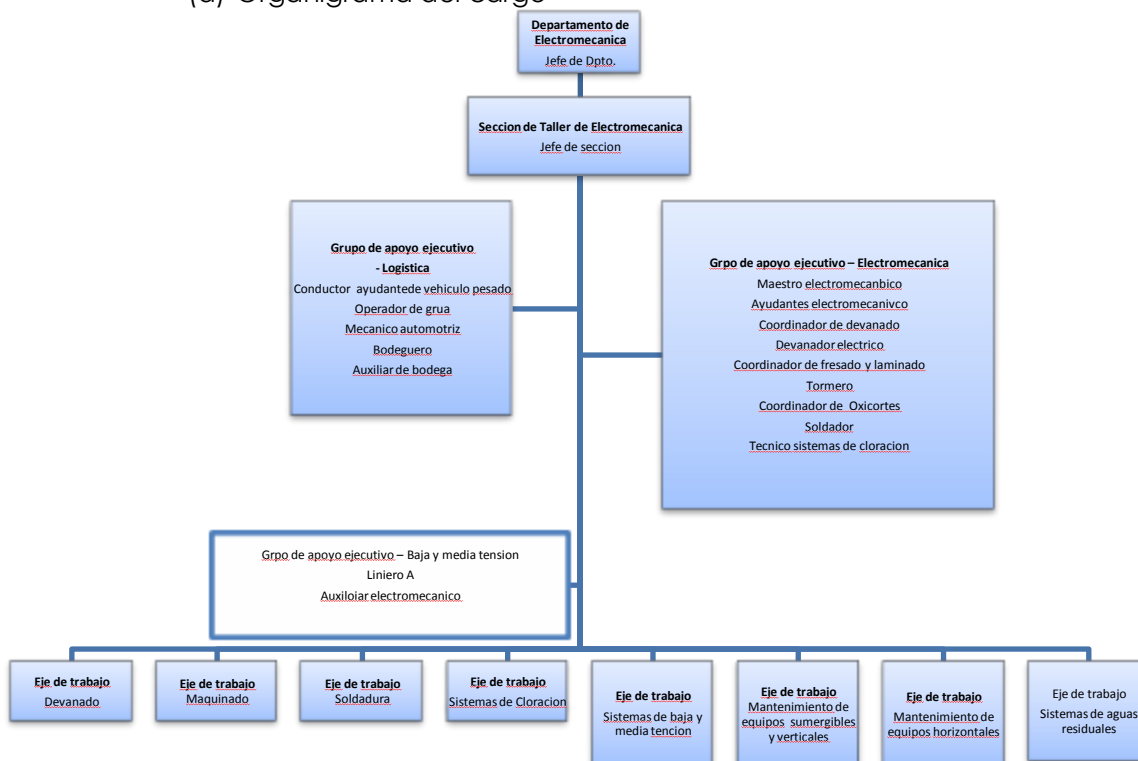 (a) Organigrama del cargo
Departamento de
Electromecanica
Jefe de Dpto.
Seccion de Taller de Electromecanica
Jefe de seccion
Grupo de apoyo ejecutivo
- Logistica
Conductor ayudantede vehiculo pesado
Operador de grua
Mecanico automotriz
Bodeguero
Auxiliar de bodega
Grpo de apoyo ejecutivo – Electromecanica
Maestro electromecanbico
Ayudantes electromecanivco
Coordinador de devanado
Devanador electrico
Coordinador de fresado y laminado
Tormero
Coordinador de Oxicortes
Soldador
Tecnico sistemas de cloracion
Grpo de apoyo ejecutivo – Baja y media tension
Liniero A
Auxiloiar electromecanico
Eje de trabajo
Devanado
Eje de trabajo
Maquinado
Eje de trabajo
Soldadura
Eje de trabajo
Sistemas de Cloracion
Eje de trabajo
Sistemas de baja y
media tencion
Eje de trabajo
Mantenimiento de
equipos sumergibles
y verticales
Eje de trabajo
Mantenimiento de
equipos horizontales
Eje de trabajo
Sistemas de aguas
residuales